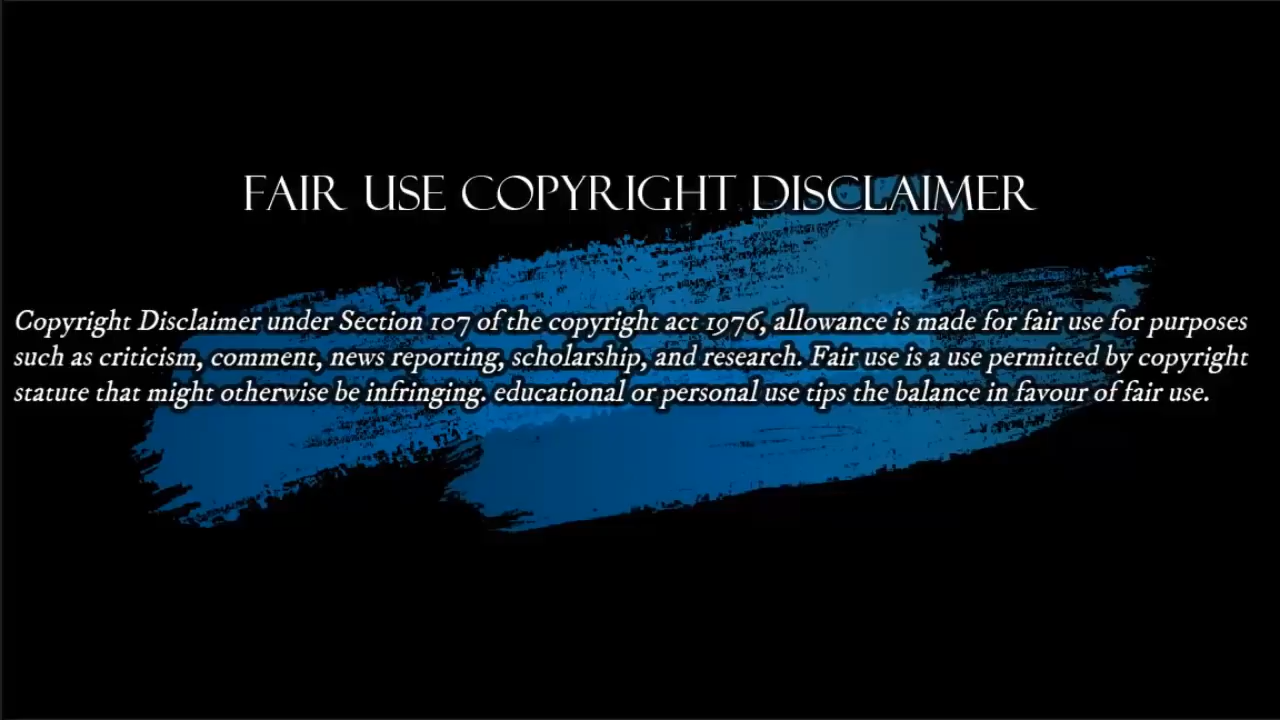 FAIR USE COPYRIGHT DISCLAIMER
Copyright Disclaimer under Section 107 of the copyright act 1976, allowance is made for fair use for purposes
such as criticism, comment, news reporting, scholarship, and research. Fair use is a use permitted by copyright
statute that might otherwise be infringing. educational or personal use tips the balance in favour of fair use.